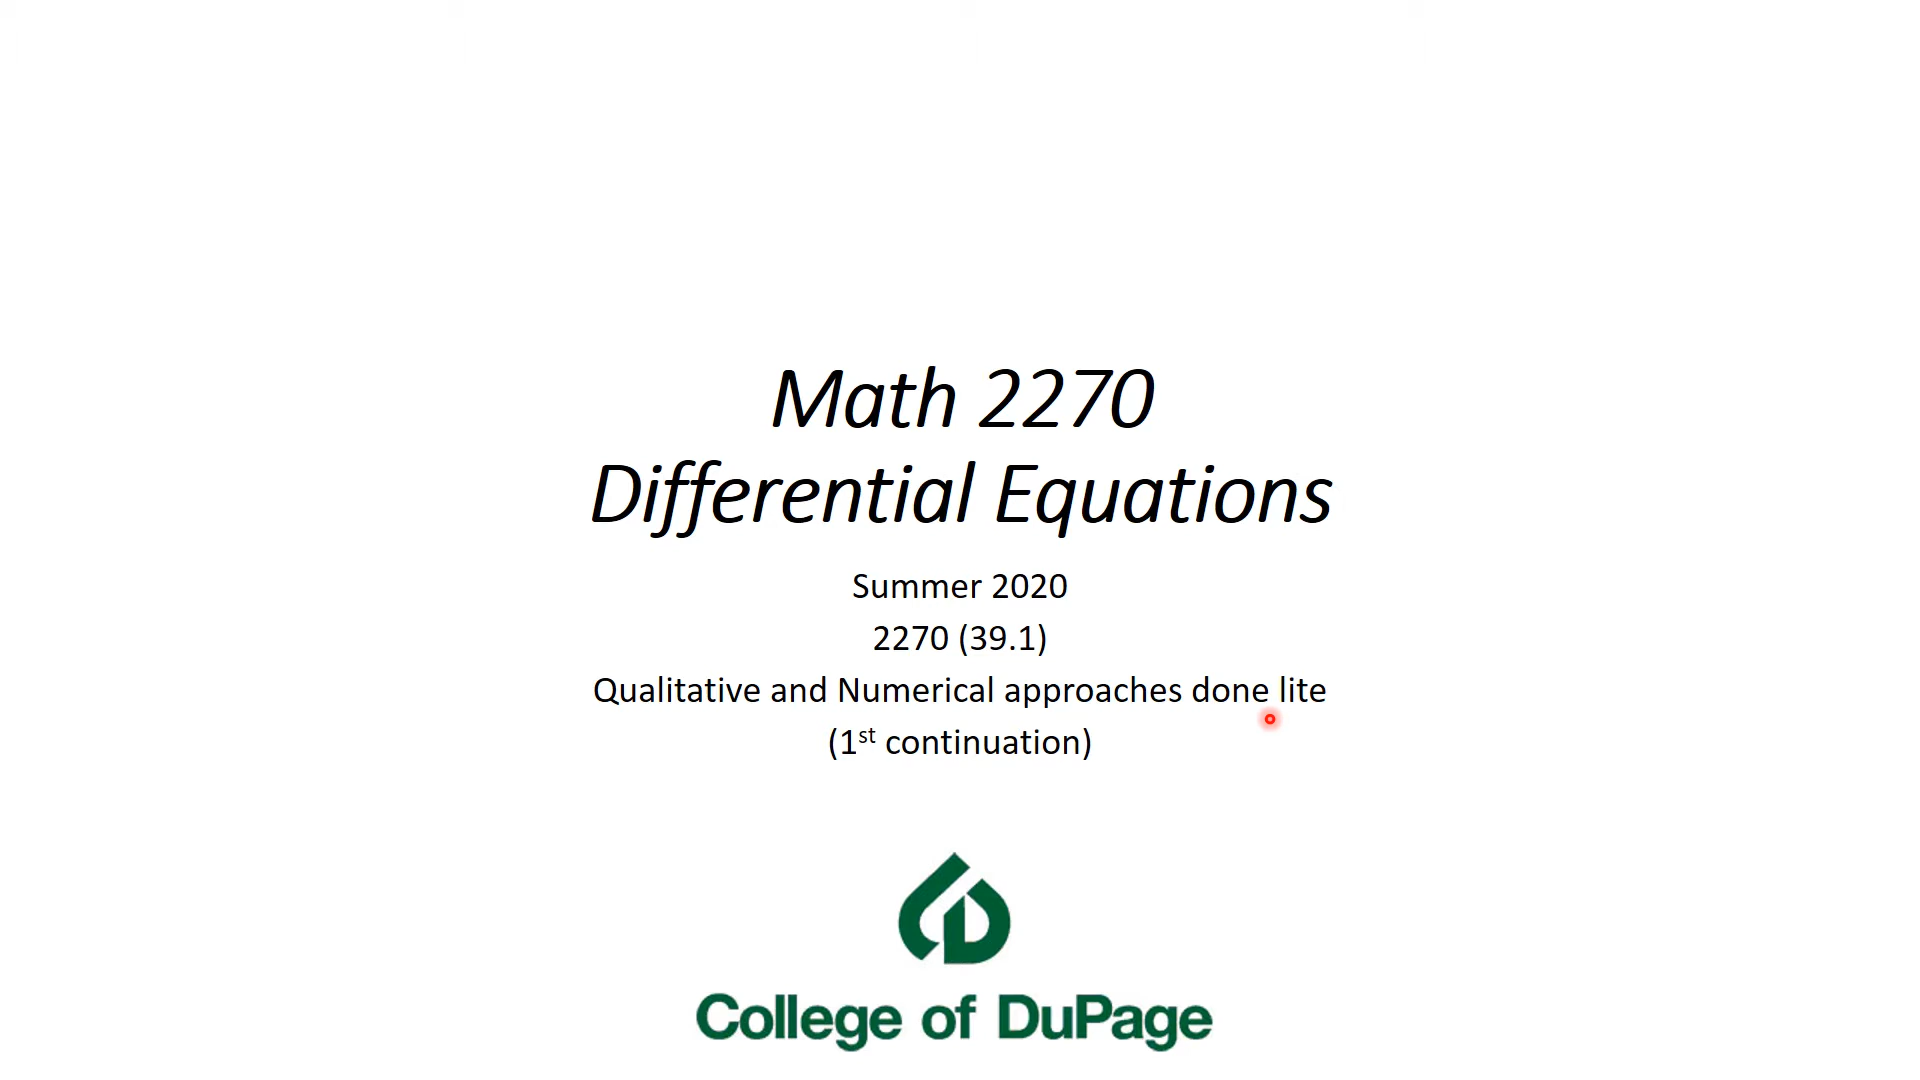 Math 2270
Differential Equations
Summer 2020
2270 (39.1)
Qualitative and Numerical approaches done lite
(1st continuation)
College of DuPage